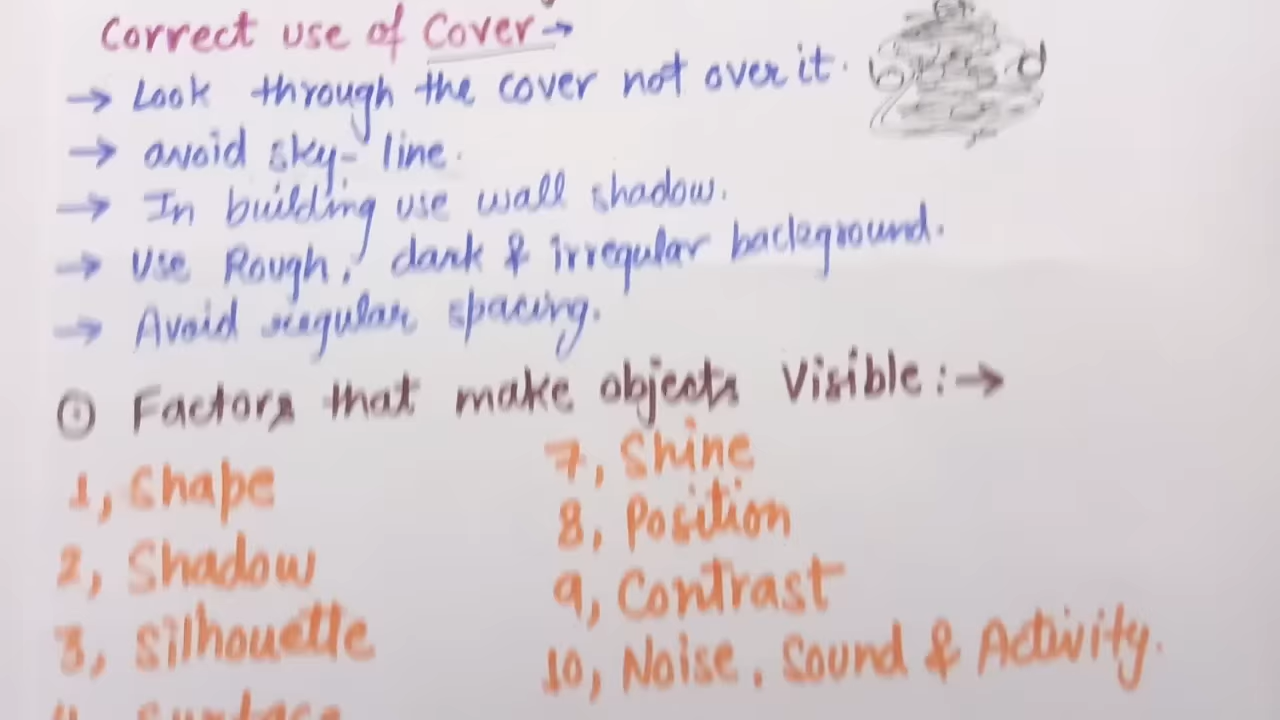 Correct use of Cover →
→ Look through the cover not over it.
→ avoid sky-line.
→ In building use wall shadow.
→ Use Rough, dark & irregular background.
→ Avoid regular spacing.
⊙ Factors that make objects Visible:→
1, Shape
2, Shadow
3, Silhouette
4, Surface
7, Shine
8, Position
9, Contrast
10, Noise, Sound & Activity.